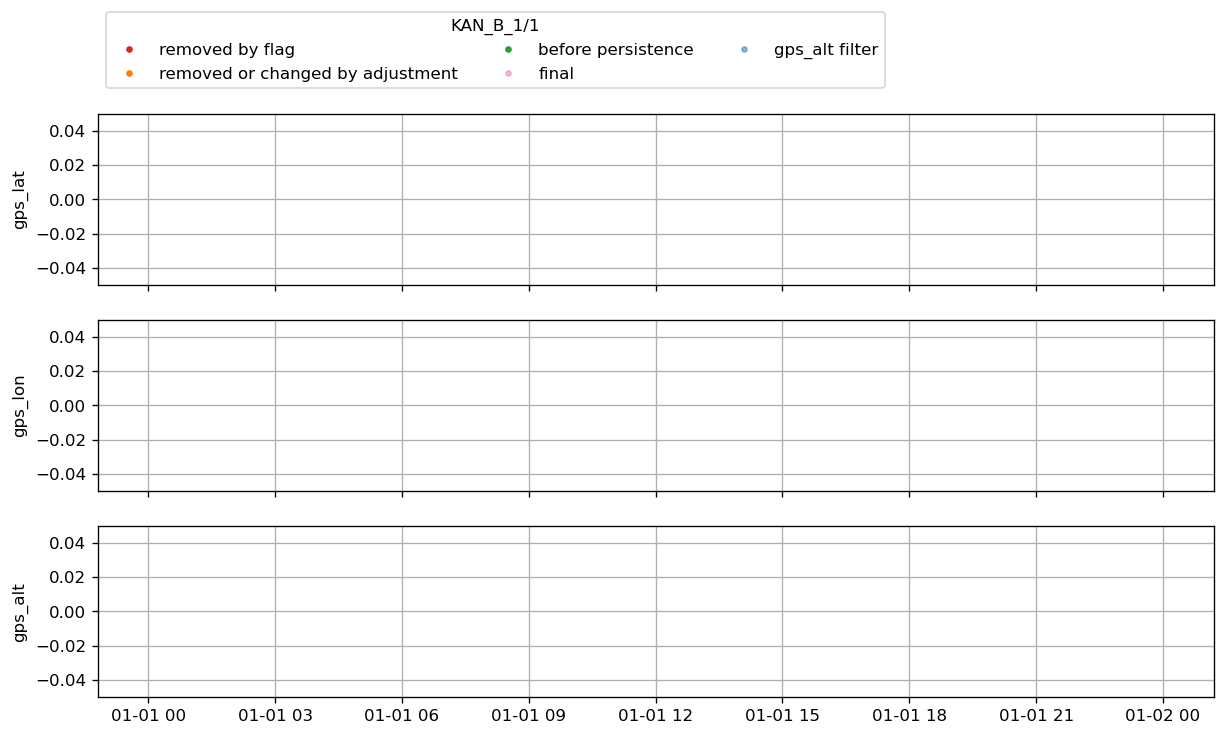 KAN_B_1/1
removed by flag
before persistence
gps_alt filter
removed or changed by adjustment
final
gps_lat
0.04
0.02
0.00
−0.02
−0.04
gps_lon
0.04
0.02
0.00
−0.02
−0.04
gps_alt
0.04
0.02
0.00
−0.02
−0.04
01-01 00 01-01 03 01-01 06 01-01 09 01-01 12 01-01 15 01-01 18 01-01 21 01-02 00